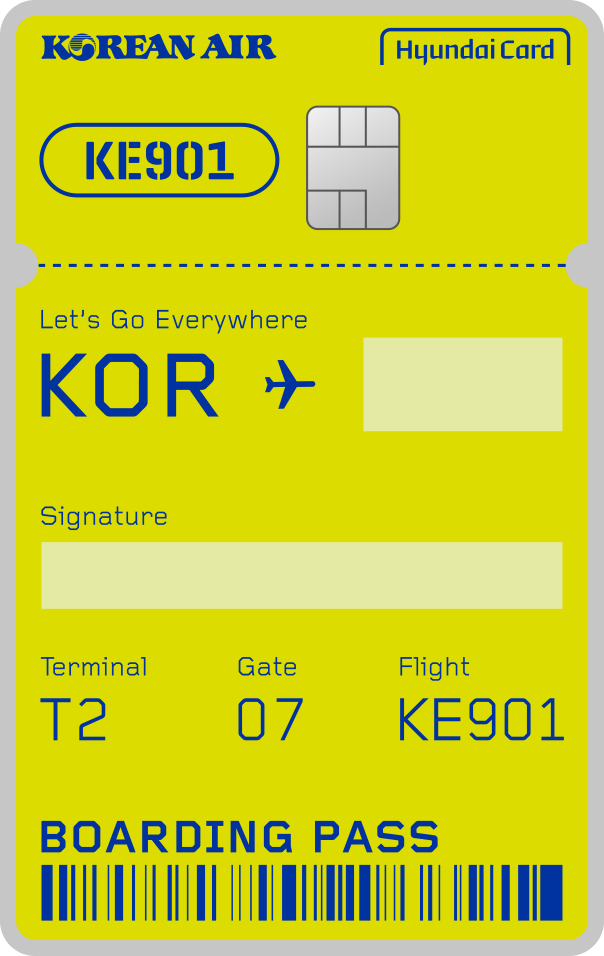 KOREAN AIR
Hyundai Card
KE901
Let's Go Everywhere
KOR
Signature
Terminal Gate Flight
T2 07 KE901
BOARDING PASS